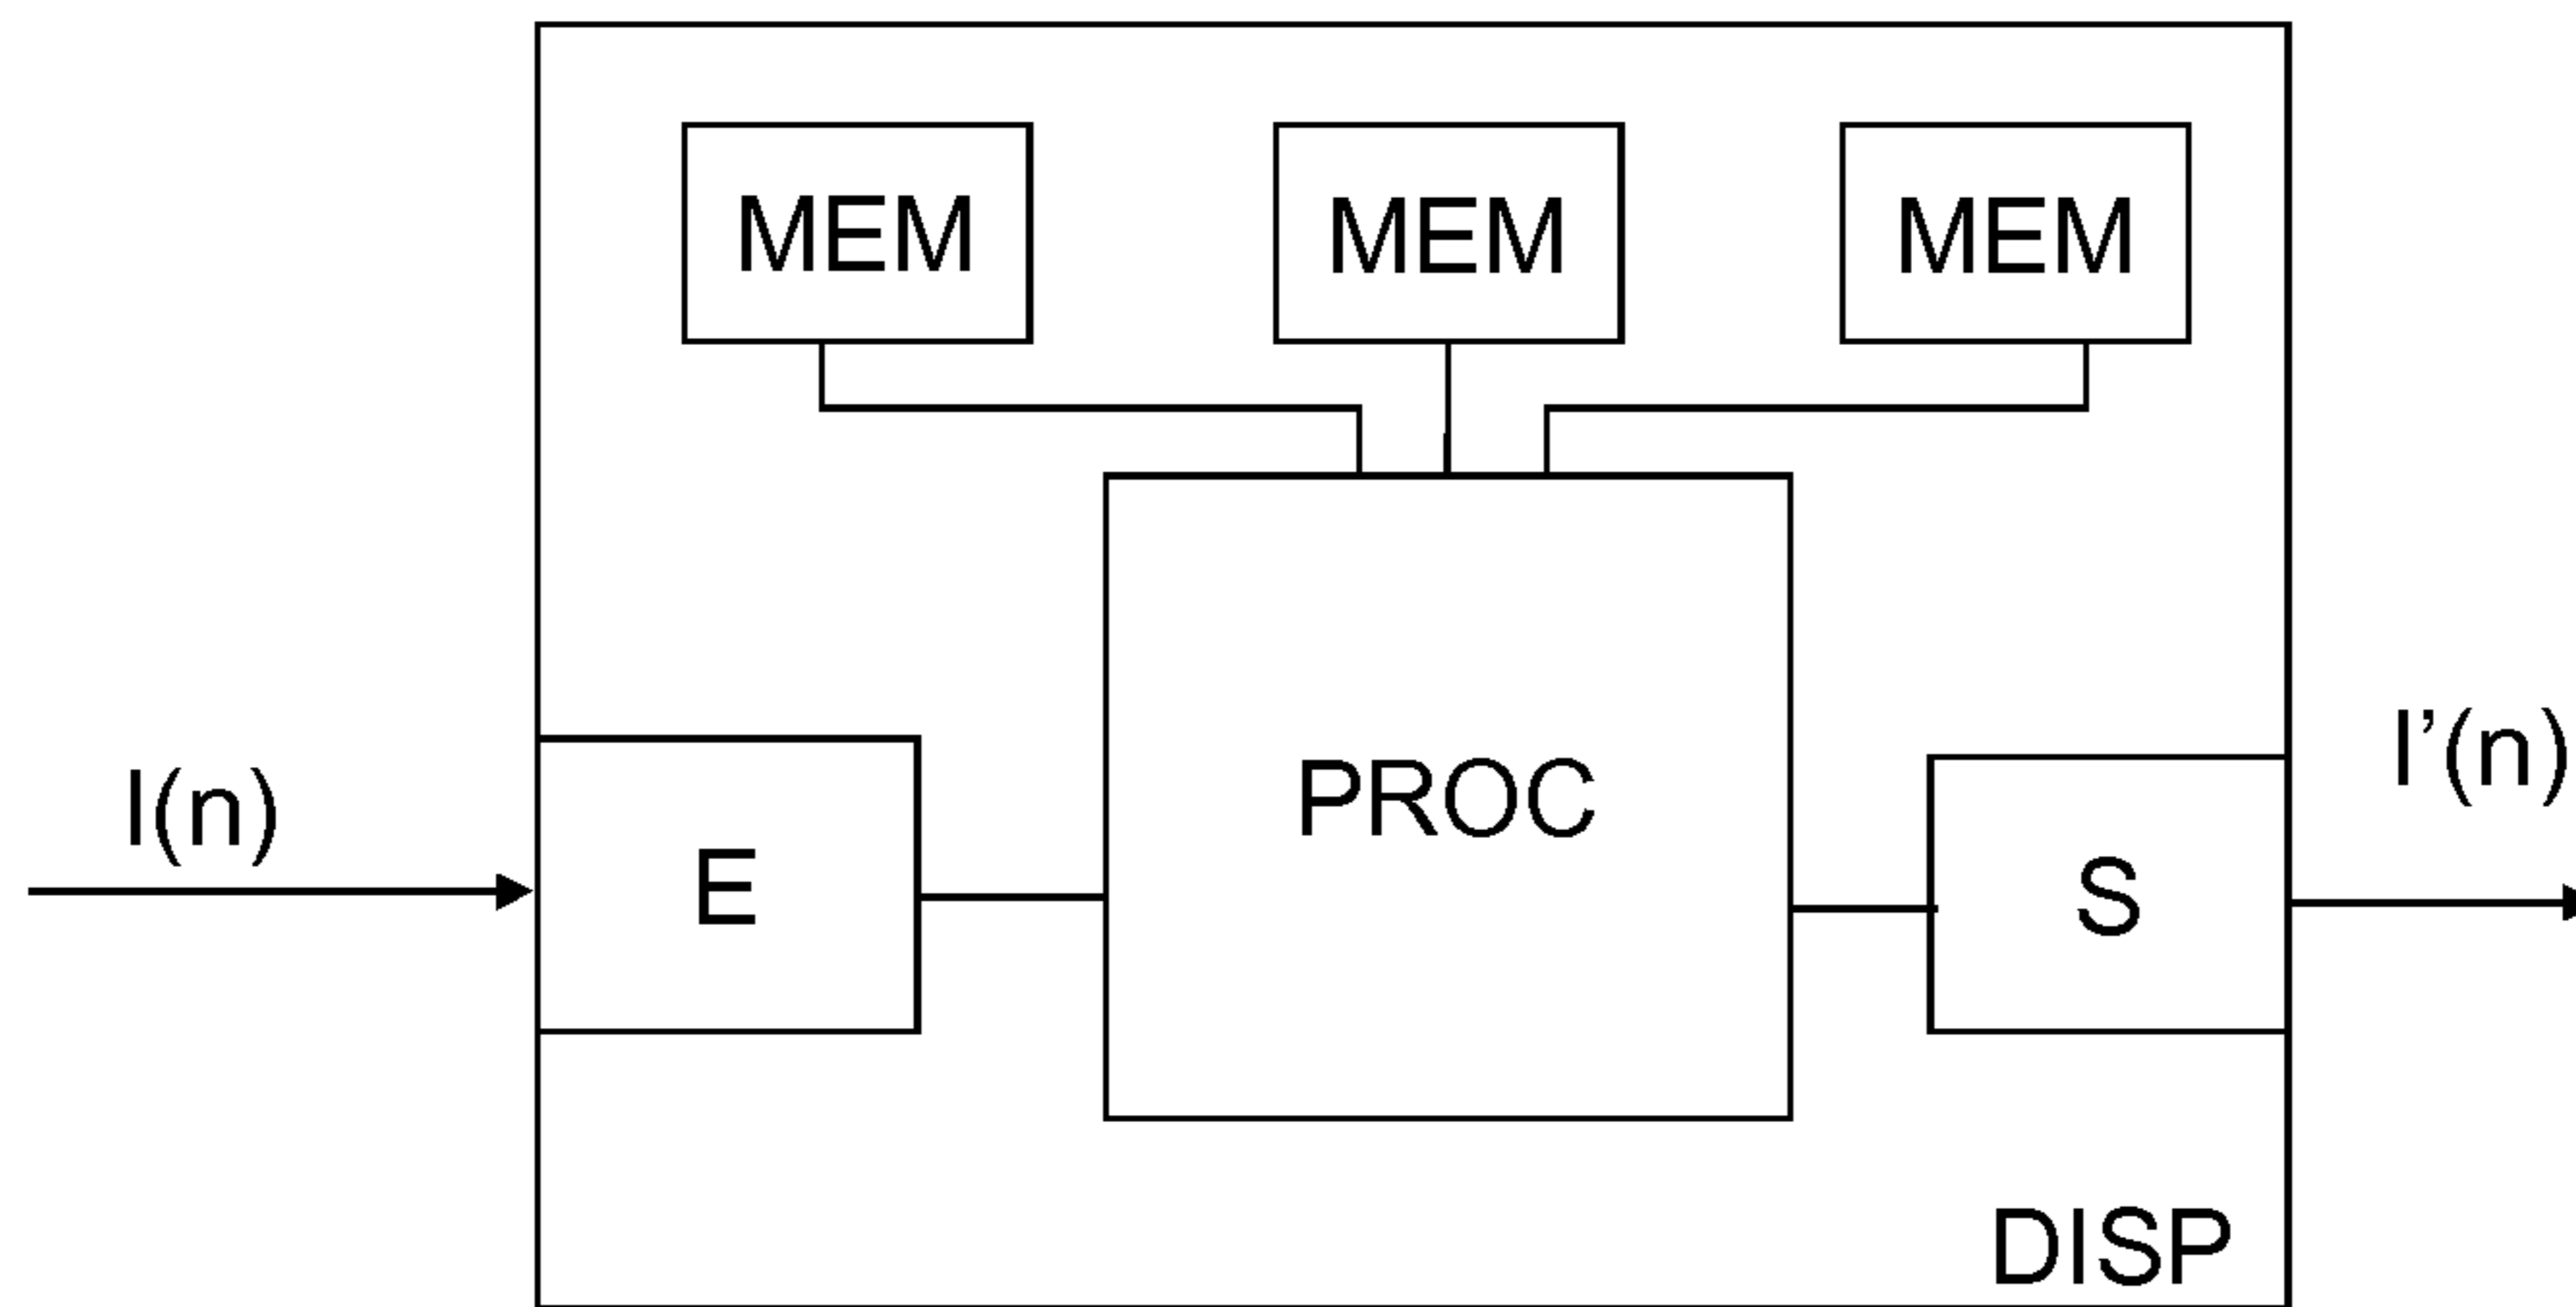 MEM
MEM
MEM
I(n)
E
PROC
S
I’(n)
DISP